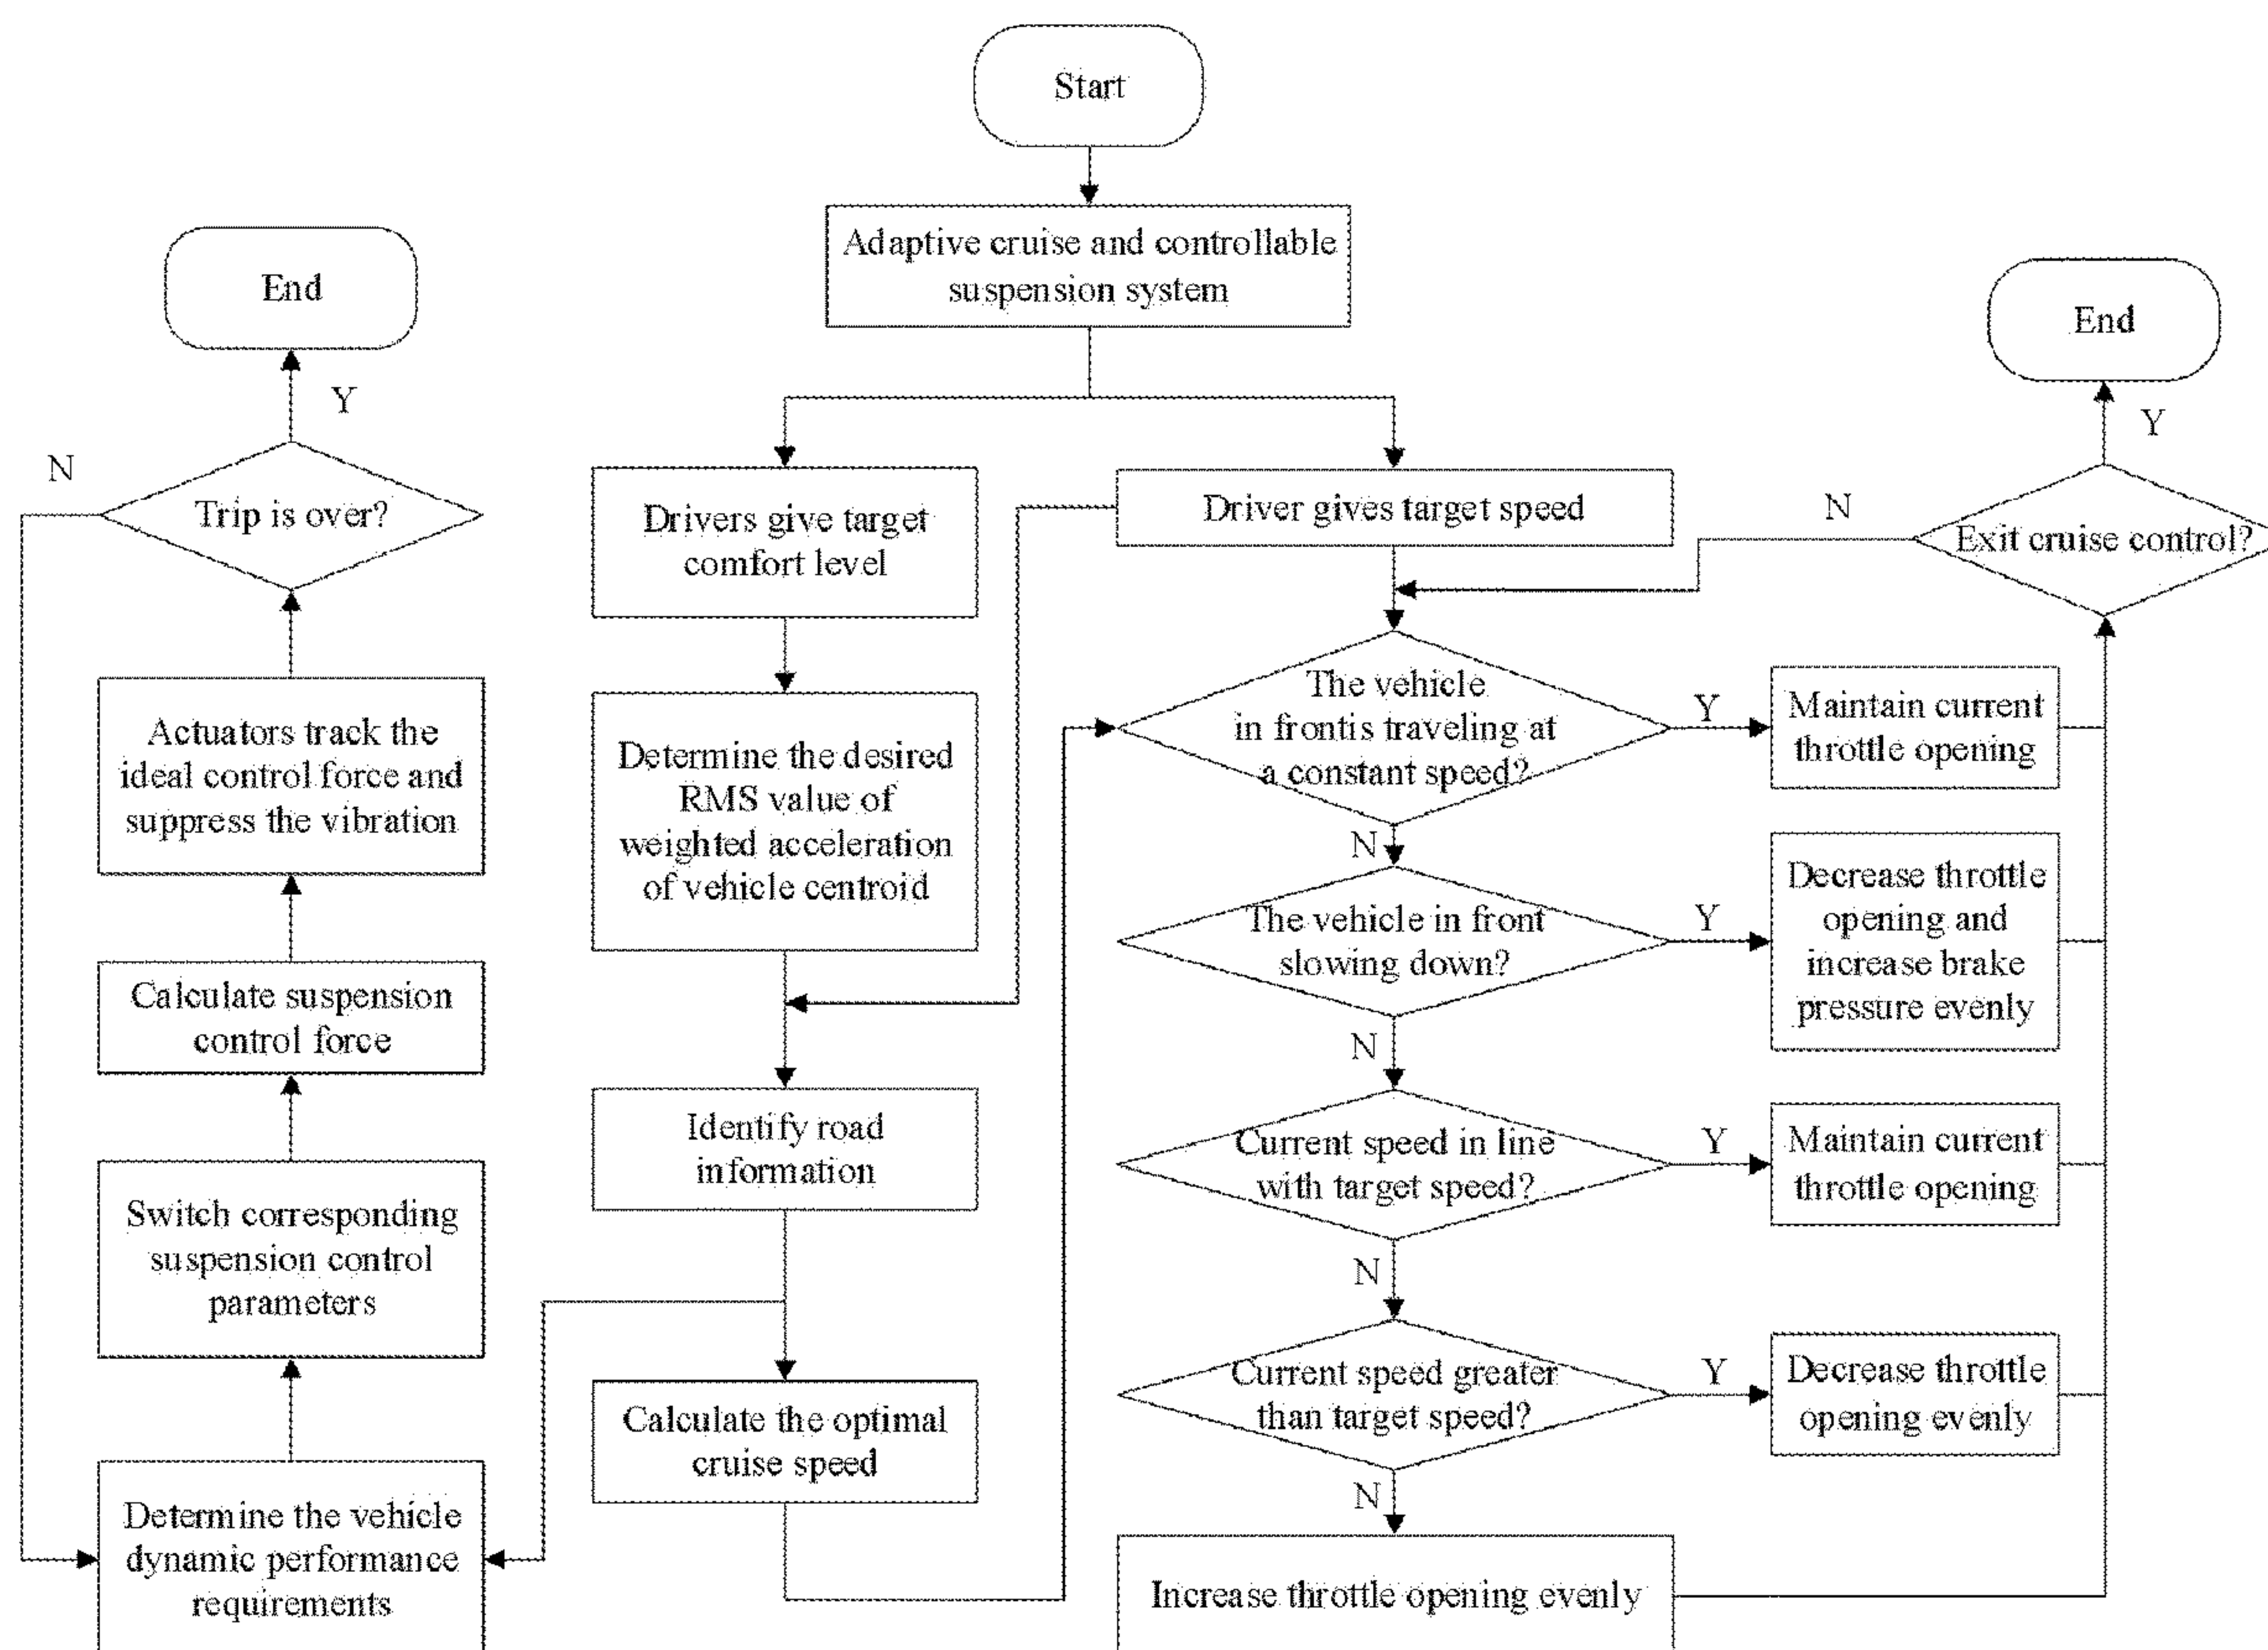 Start
Adaptive cruise and controllable
suspension system
End
Y
N
Trip is over?
Actuators track the
ideal control force and
suppress the vibration
Calculate suspension
control force
Switch corresponding
suspension control
parameters
Determine the vehicle
dynamic performance
requirements
Drivers give target
comfort level
Determine the desired
RMS value of
weighted acceleration
of vehicle centroid
Identify road
information
Calculate the optimal
cruise speed
Driver gives target speed
The vehicle
in frontis traveling at
a constant speed?
Y
Maintain current
throttle opening
N
The vehicle in front
slowing down?
Y
Decrease throttle
opening and
increase brake
pressure evenly
N
Current speed in line
with target speed?
Y
Maintain current
throttle opening
N
Current speed greater
than target speed?
Y
Decrease throttle
opening evenly
N
Increase throttle opening evenly
End
Y
N
Exit cruise control?